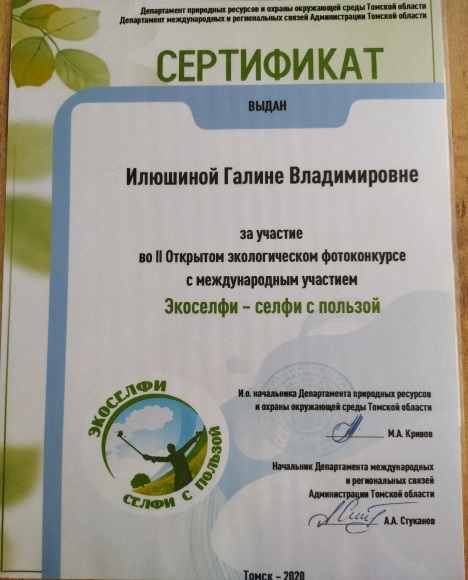 Департамент природных ресурсов и охраны окружающей среды Томской области
Департамент международных и региональных связей Администрации Томской области
СЕРТИФИКАТ
ВЫДАН
Илюшиной Галине Владимировне
за участие
во II Открытом экологическом фотоконкурсе
с международным участием
Экоселфи – селфи с пользой
И.о. начальника Департамента природных ресурсов
и охраны окружающей среды Томской области
М.А. Кривов
ЭКОСЕЛФИ
СЕЛФИ С ПОЛЬЗОЙ
Начальник Департамента международных
и региональных связей
Администрации Томской области
А.А. Стуканов
Томск – 2020